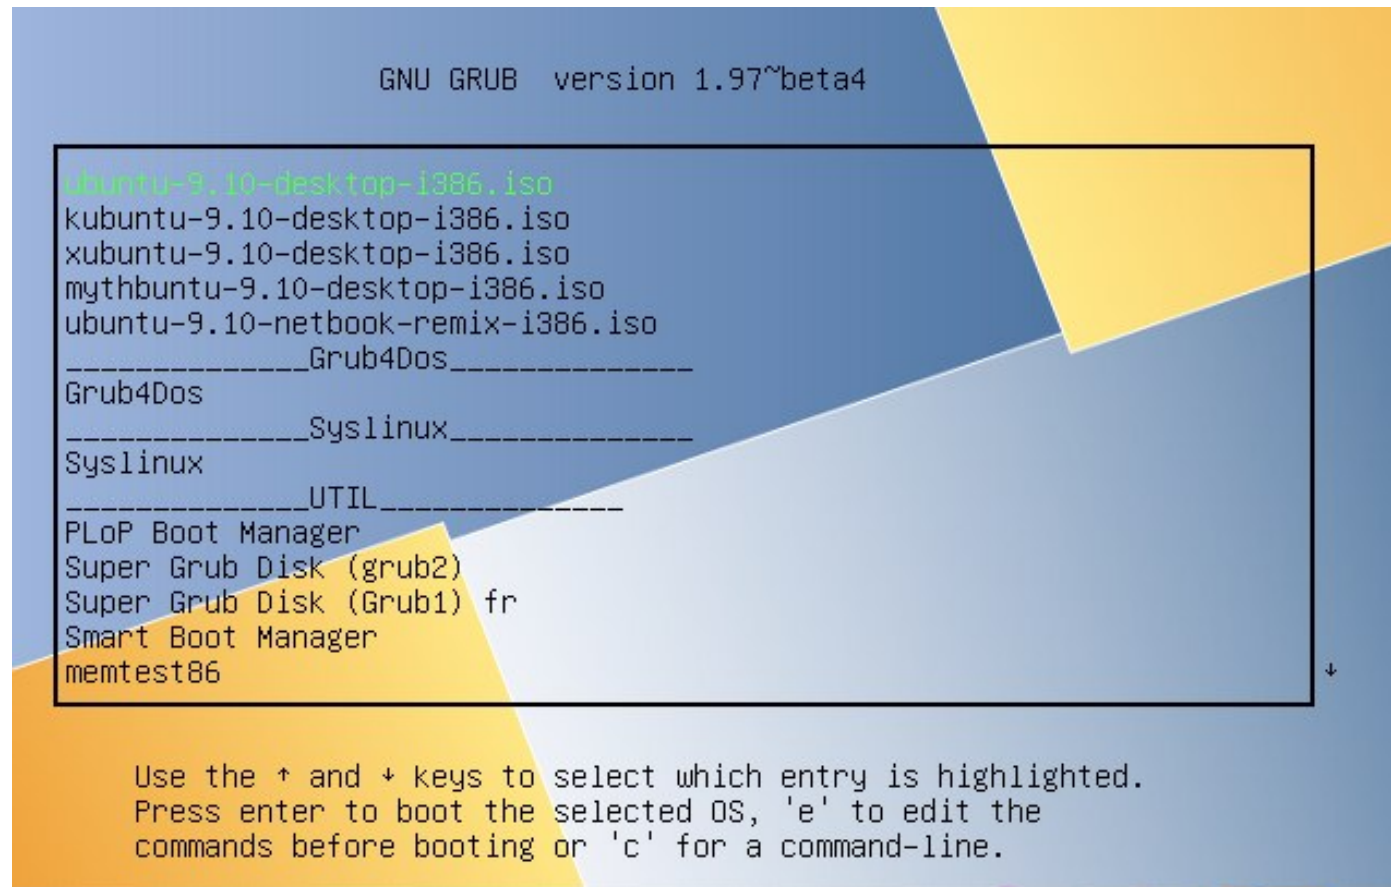 GNU GRUB  version 1.97~beta4
ubuntu-9.10-desktop-i386.iso
kubuntu-9.10-desktop-i386.iso
xubuntu-9.10-desktop-i386.iso
mythbuntu-9.10-desktop-i386.iso
ubuntu-9.10-netbook-remix-i386.iso
______________Grub4Dos______________
Grub4Dos
______________Syslinux______________
Syslinux
______________UTIL______________
PLoP Boot Manager
Super Grub Disk (grub2)
Super Grub Disk (Grub1) fr
Smart Boot Manager
memtest86
↓
Use the ↑ and ↓ keys to select which entry is highlighted.
Press enter to boot the selected OS, 'e' to edit the
commands before booting or 'c' for a command-line.